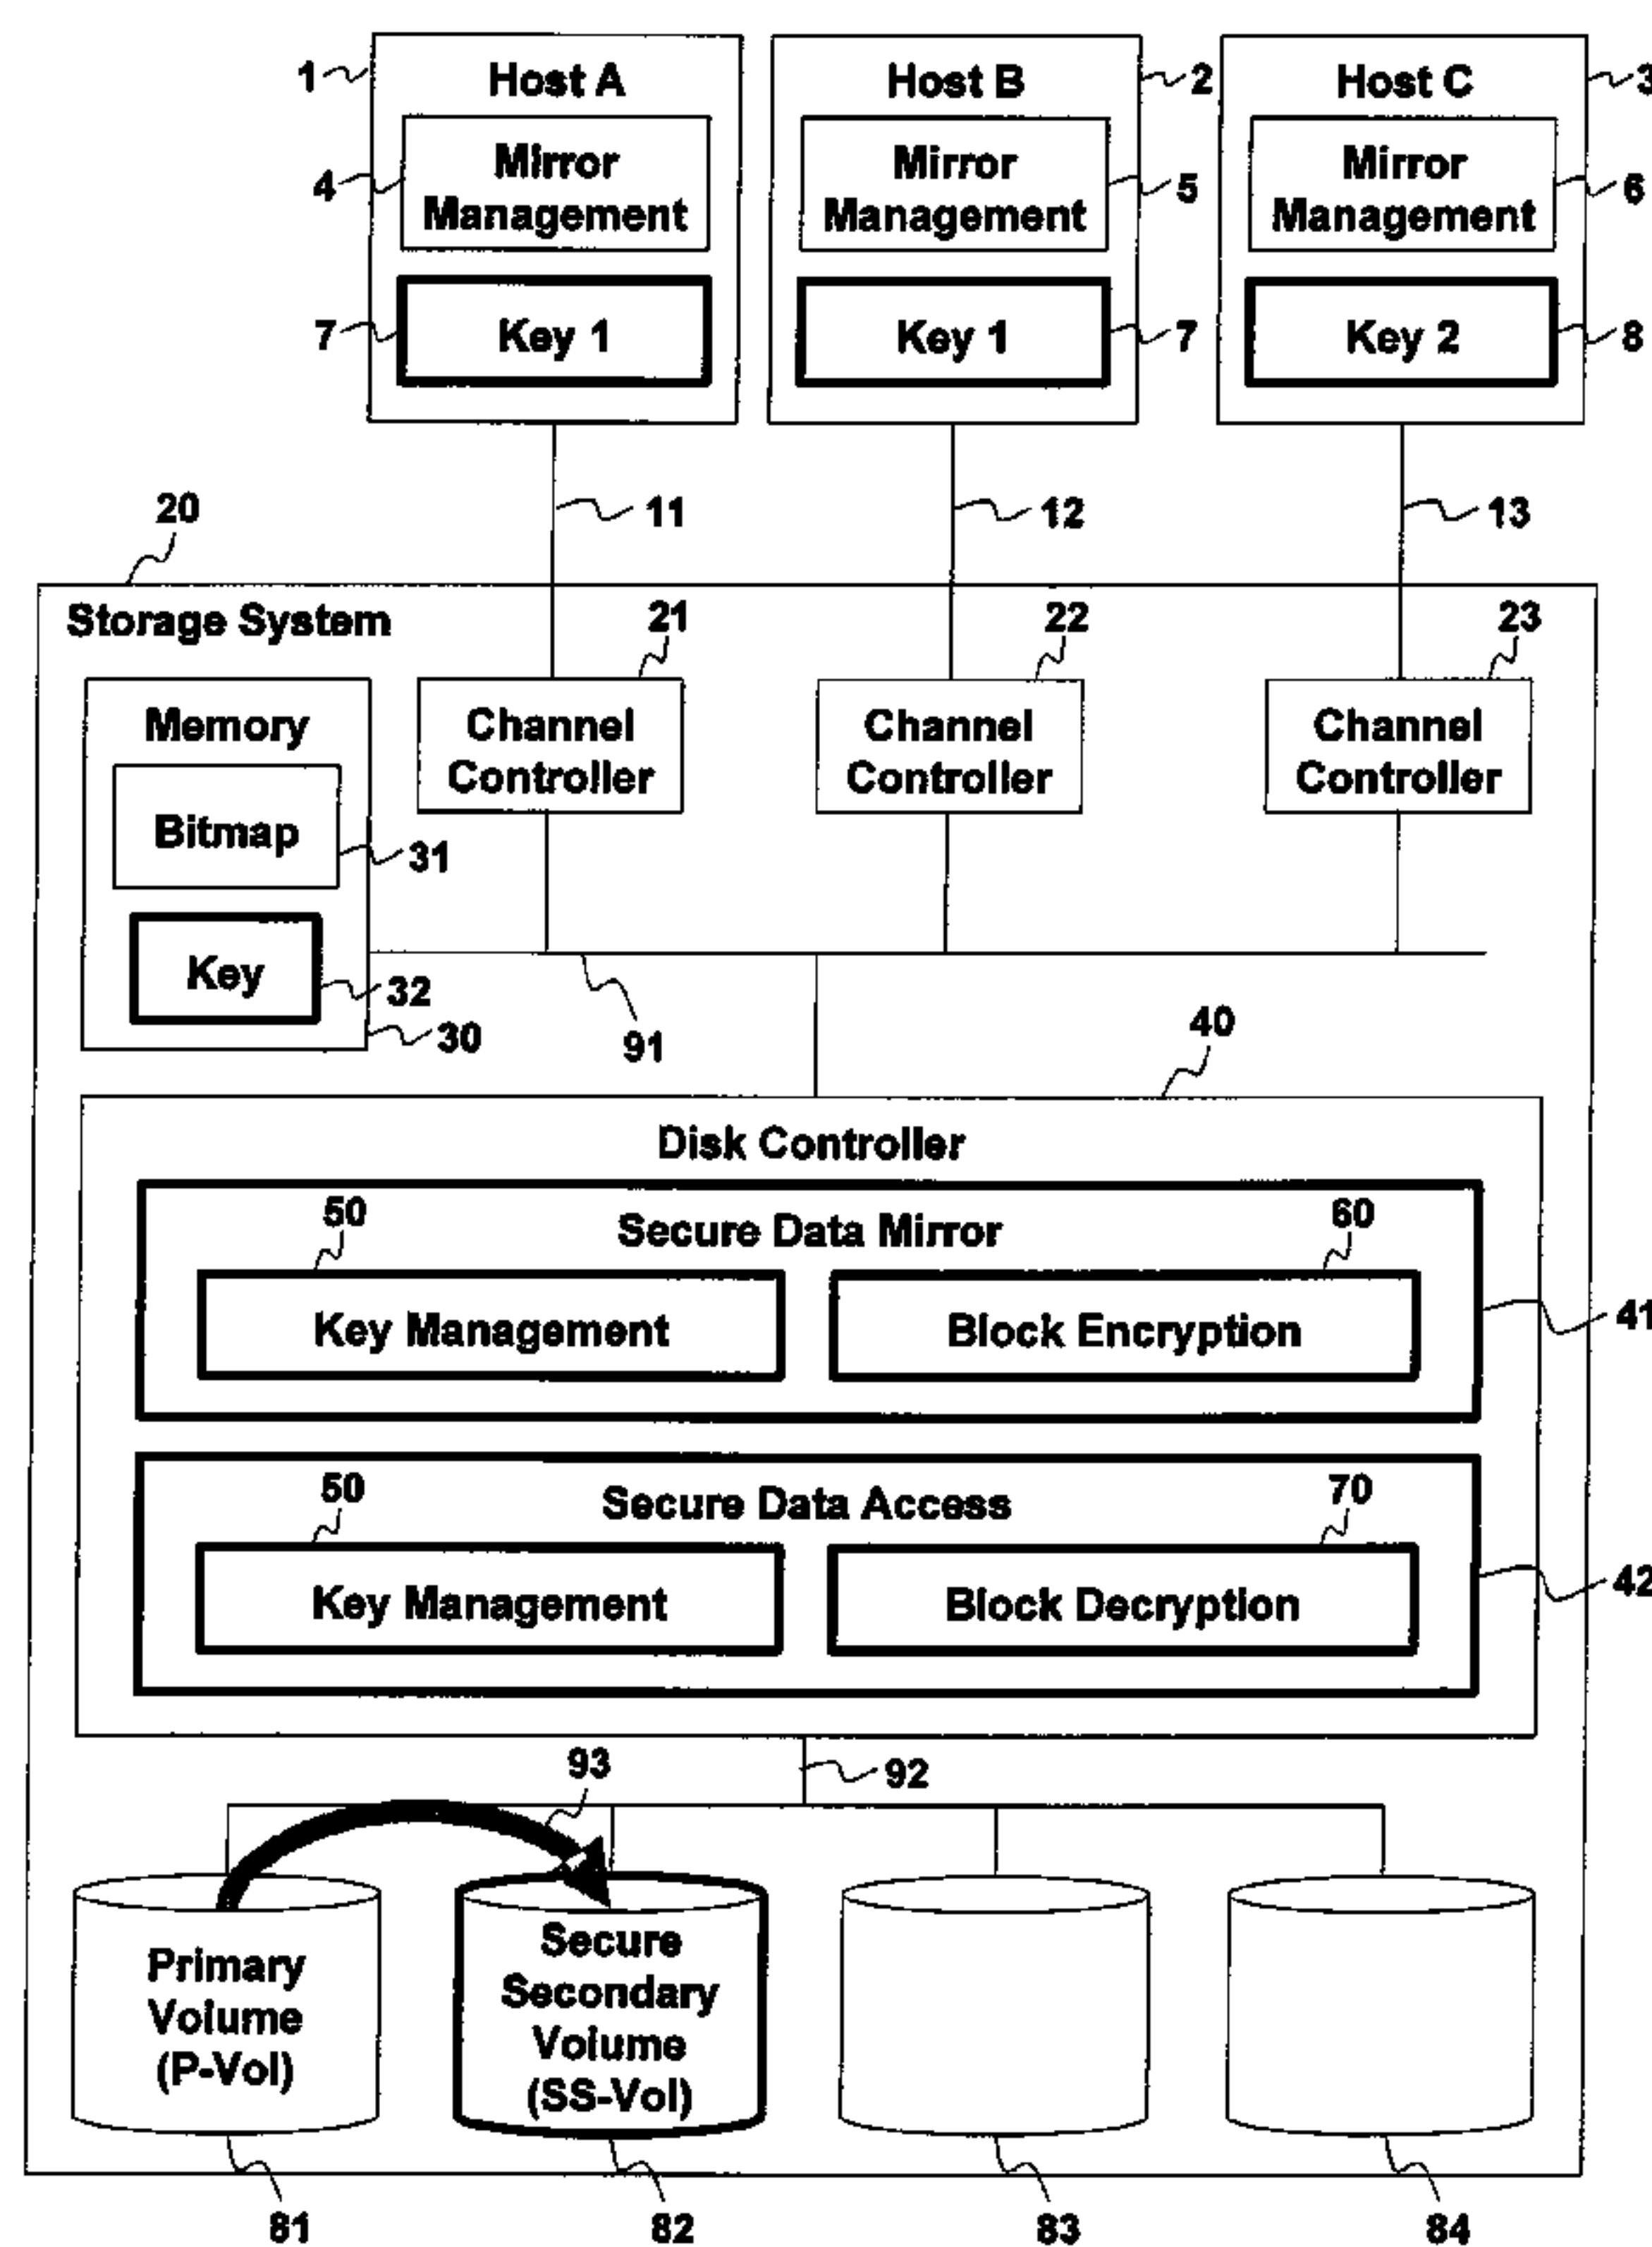 1
Host A
Mirror
Management
4
Key 1
7
Host B
2
Mirror
Management
5
Key 1
7
Host C
3
Mirror
Management
6
Key 2
8
11
12
13
20
Storage System
21
22
23
Memory
Bitmap
31
Key
32
30
Channel
Controller
Channel
Controller
Channel
Controller
91
40
Disk Controller
50
Secure Data Mirror
60
Key Management
Block Encryption
41
50
Secure Data Access
70
Key Management
Block Decryption
42
93
92
Primary
Volume
(P-Vol)
Secure
Secondary
Volume
(SS-Vol)
81
82
83
84